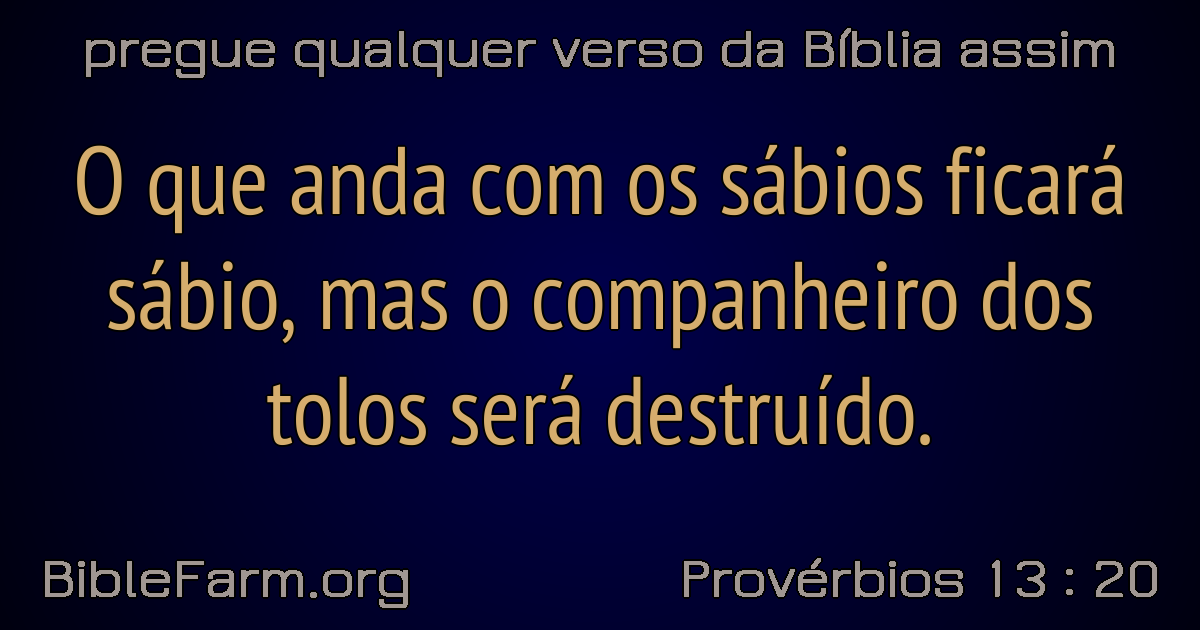 pregue qualquer verso da Bíblia assim
O que anda com os sábios ficará
sábio, mas o companheiro dos
tolos será destruído.
BibleFarm.org
Provérbios 13 : 20